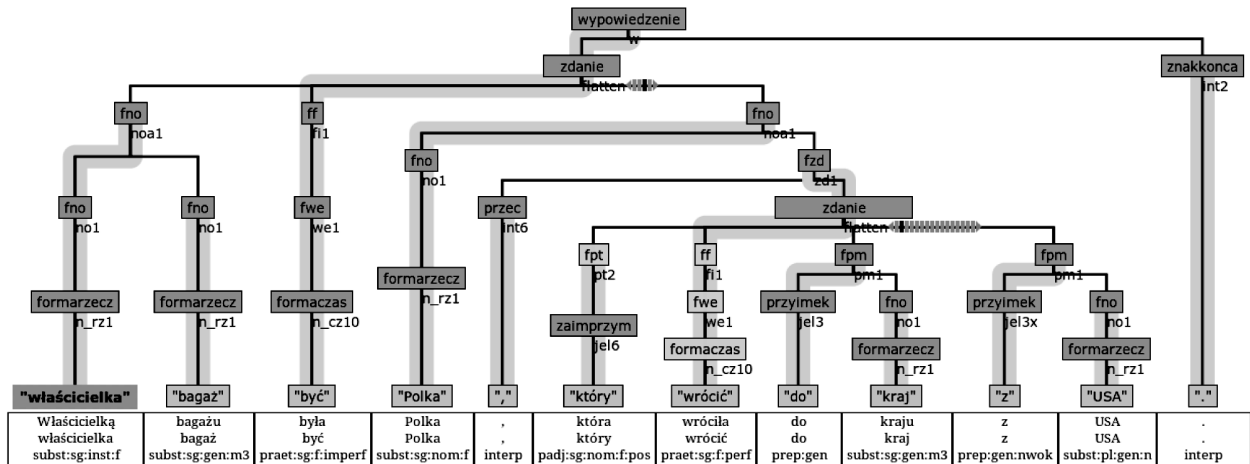 wypowiedzenie
w
zdanie znakkonca
flatten int2
fno ff fno
noa1 fi1 noa1
fno fzd
no1 zd1
fno fno fwe przec zdanie
no1 no1 we1 int6 flatten
fpt ff fpm fpm
pt2 fi1 pm1 pm1
formarzecz
n_rz1
formarzecz formarzecz formaczas fwe przyimek fno przyimek fno
n_rz1 n_rz1 n_cz10 we1 jel3 no1 jel3x no1
zaimprzym
jel6
formaczas formarzecz formarzecz
n_cz10 n_rz1 n_rz1
"właścicielka" "bagaż" "być" "Polka" "," "który" "wrócić" "do" "kraj" "z" "USA" "."
Właścicielką bagażu była Polka , która wróciła do kraju z USA .
właścicielka bagaż być Polka , który wrócić do kraj z USA .
subst:sg:inst:f subst:sg:gen:m3 praet:sg:f:imperf subst:sg:nom:f interp padj:sg:nom:f:pos praet:sg:f:perf prep:gen subst:sg:gen:m3 prep:gen:nwok subst:pl:gen:n interp